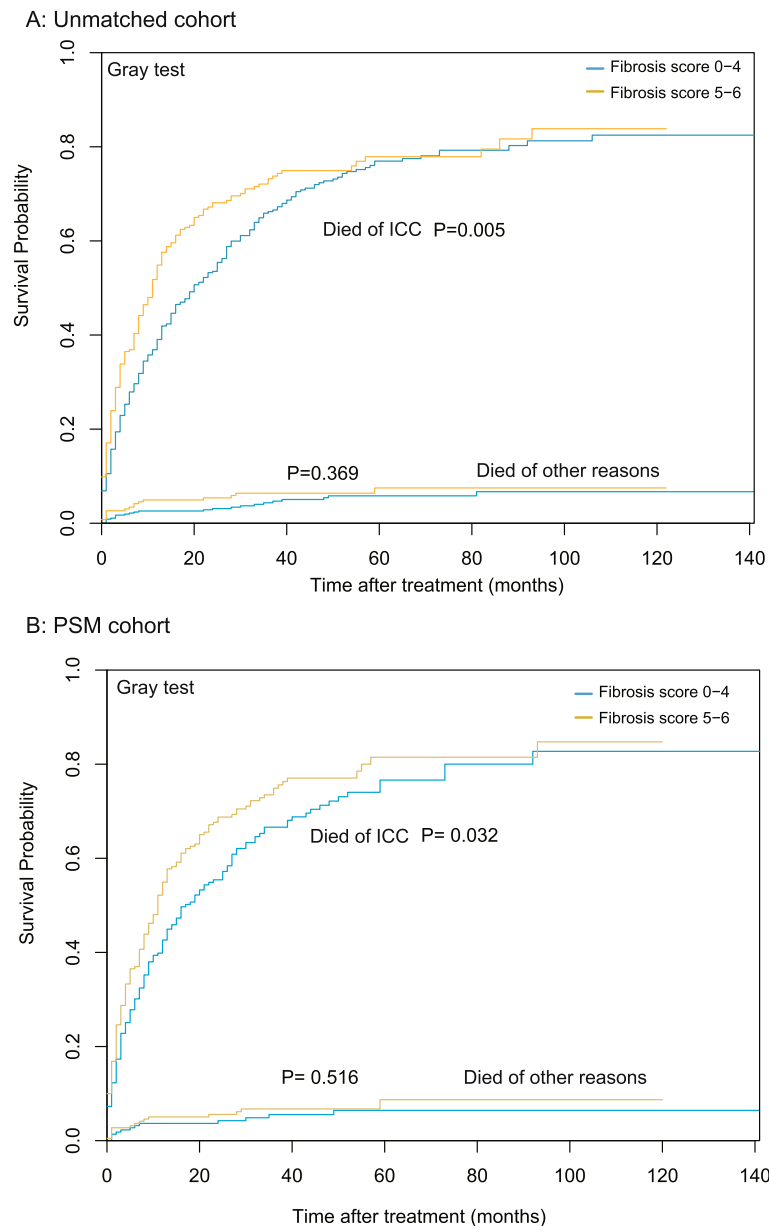 A: Unmatched cohort
Gray test
Fibrosis score 0−4
Fibrosis score 5−6
1.0
0.8
0.6
0.4
0.2
0.0
Survival Probability
Died of ICC P=0.005
P=0.369
Died of other reasons
0 20 40 60 80 100 120 140
Time after treatment (months)
B: PSM cohort
Gray test
Fibrosis score 0−4
Fibrosis score 5−6
1.0
0.8
0.6
0.4
0.2
0.0
Survival Probability
Died of ICC P= 0.032
P= 0.516
Died of other reasons
0 20 40 60 80 100 120 140
Time after treatment (months)